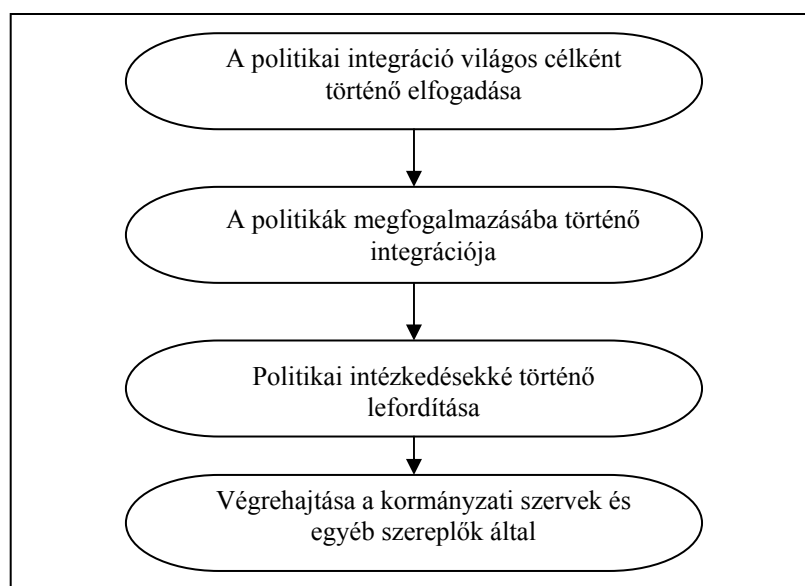 A politikai integráció világos célként
történő elfogadása
A politikák megfogalmazásába történő
integrációja
Politikai intézkedésekké történő
lefordítása
Végrehajtása a kormányzati szervek és
egyéb szereplők által